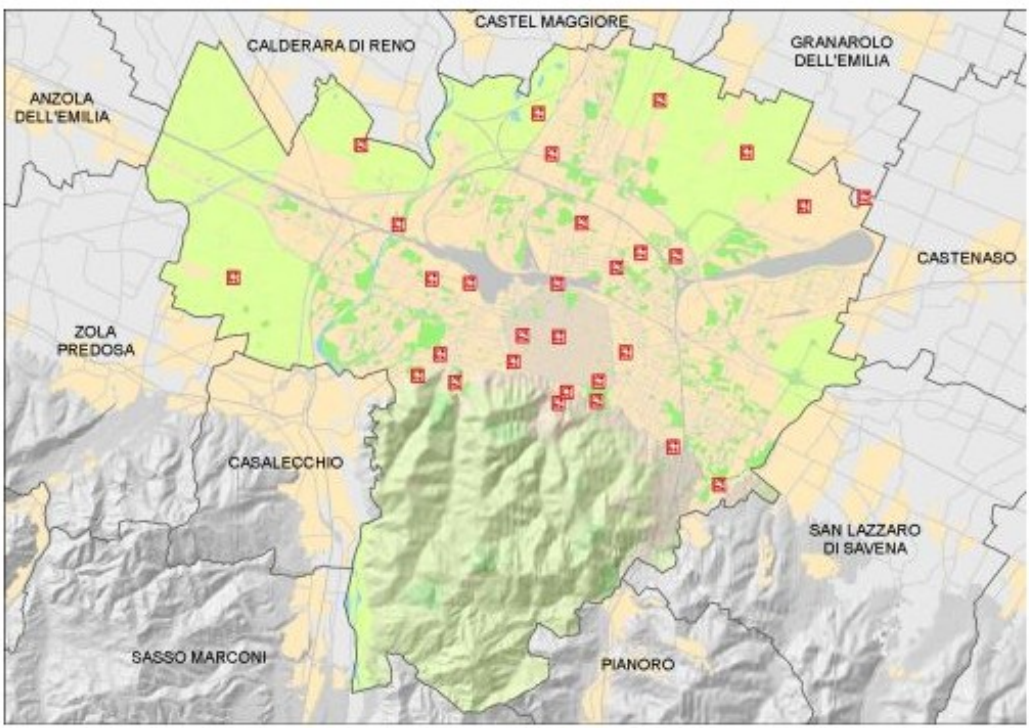 CASTEL MAGGIORE
CALDERARA DI RENO
GRANAROLO
DELL'EMILIA
ANZOLA
DELL'EMILIA
CASTENASO
ZOLA
PREDOSA
CASALECCHIO
SAN LAZZARO
DI SAVENA
SASSO MARCONI
PIANORO